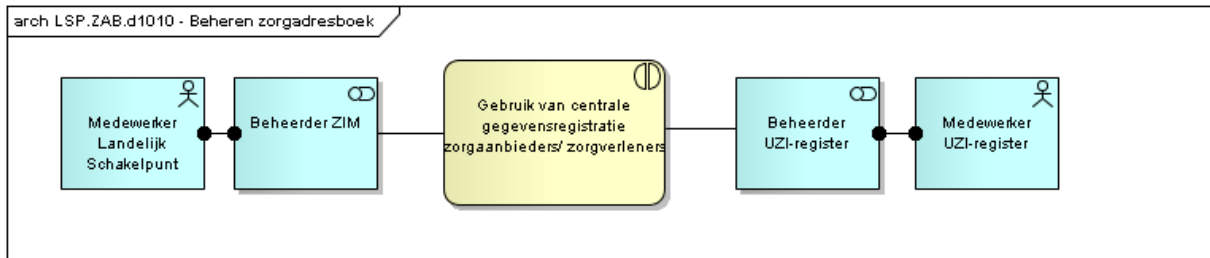 arch LSP.ZAB.d1010 - Beheren zorgadresboek
Medewerker
Landelijk
Schakelpunt
Beheerder ZIM
Gebruik van centrale
gegevensregistratie
zorgaanbieders/ zorgverleners
Beheerder
UZI-register
Medewerker
UZI-register